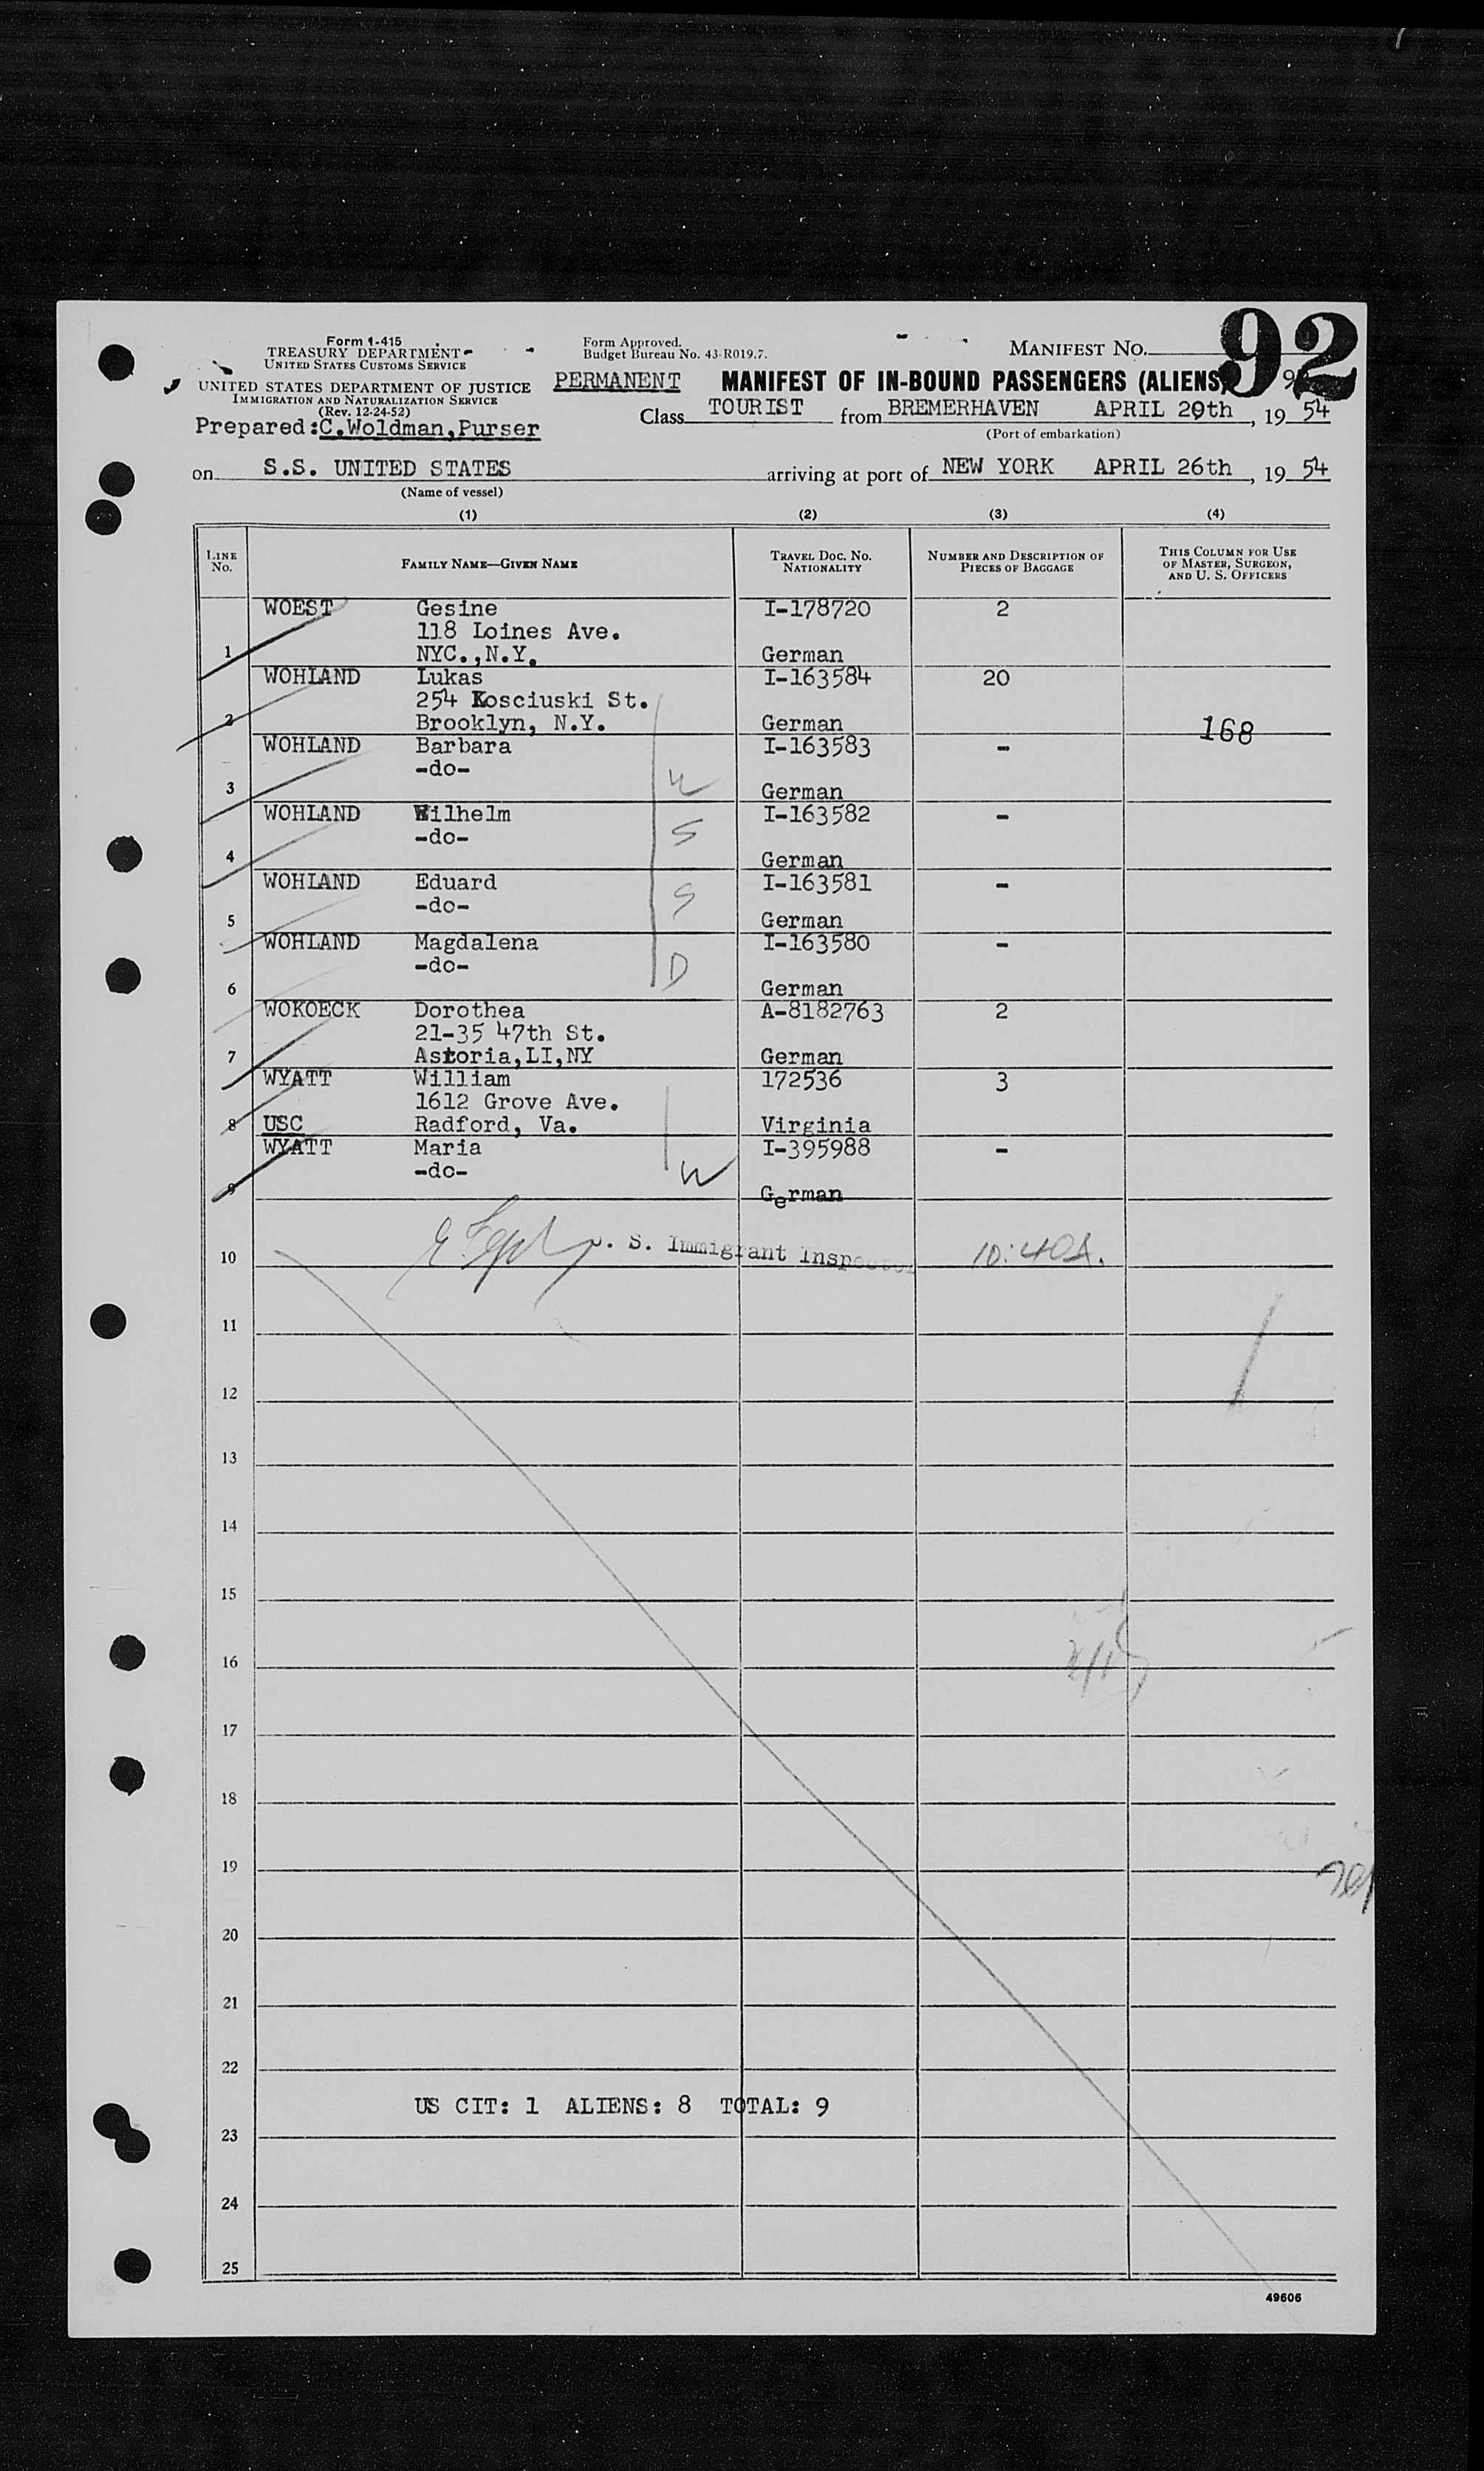 92
Form I-415
TREASURY DEPARTMENT
UNITED STATES CUSTOMS SERVICE
UNITED STATES DEPARTMENT OF JUSTICE
IMMIGRATION AND NATURALIZATION SERVICE
(Rev. 12-24-52)
Prepared:C.Woldman,Purser
Form Approved.
Budget Bureau No. 43-R019.7.
MANIFEST NO.
PERMANENT MANIFEST OF IN-BOUND PASSENGERS (ALIENS)
Class TOURIST from BREMERHAVEN APRIL 20th, 19 54
(Port of embarkation)
on S.S. UNITED STATES arriving at port of NEW YORK APRIL 26th, 19 54
(Name of vessel)
(1) (2) (3) (4)
LINE NO. FAMILY NAME—GIVEN NAME TRAVEL DOC. NO. NATIONALITY NUMBER AND DESCRIPTION OF PIECES OF BAGGAGE THIS COLUMN FOR USE OF MASTER, SURGEON, AND U. S. OFFICERS
WOEST Gesine I-178720 2
118 Loines Ave.
1 NYC.,N.Y. German
WOHLAND Lukas I-163584 20
254 Kosciuski St.
2 Brooklyn, N.Y. German 168
WOHLAND Barbara I-163583 -
-do-
3 W German
WOHLAND Wilhelm I-163582 -
-do- S
4 German
WOHLAND Eduard I-163581 -
-do- S
5 German
WOHLAND Magdalena I-163580 -
-do- D
6 German
WOKOECK Dorothea A-8182763 2
21-35 47th St.
7 Astoria,LI,NY German
WYATT William 172536 3
1612 Grove Ave.
8 USC Radford, Va. Virginia
WYATT Maria I-395988 -
-do- W
9 German
10 . S. Immigrant Inspector 10:40A.
11
12
13
14
15
16
17
18
19
20
21
22
US CIT: 1 ALIENS: 8 TOTAL: 9
23
24
25
49606